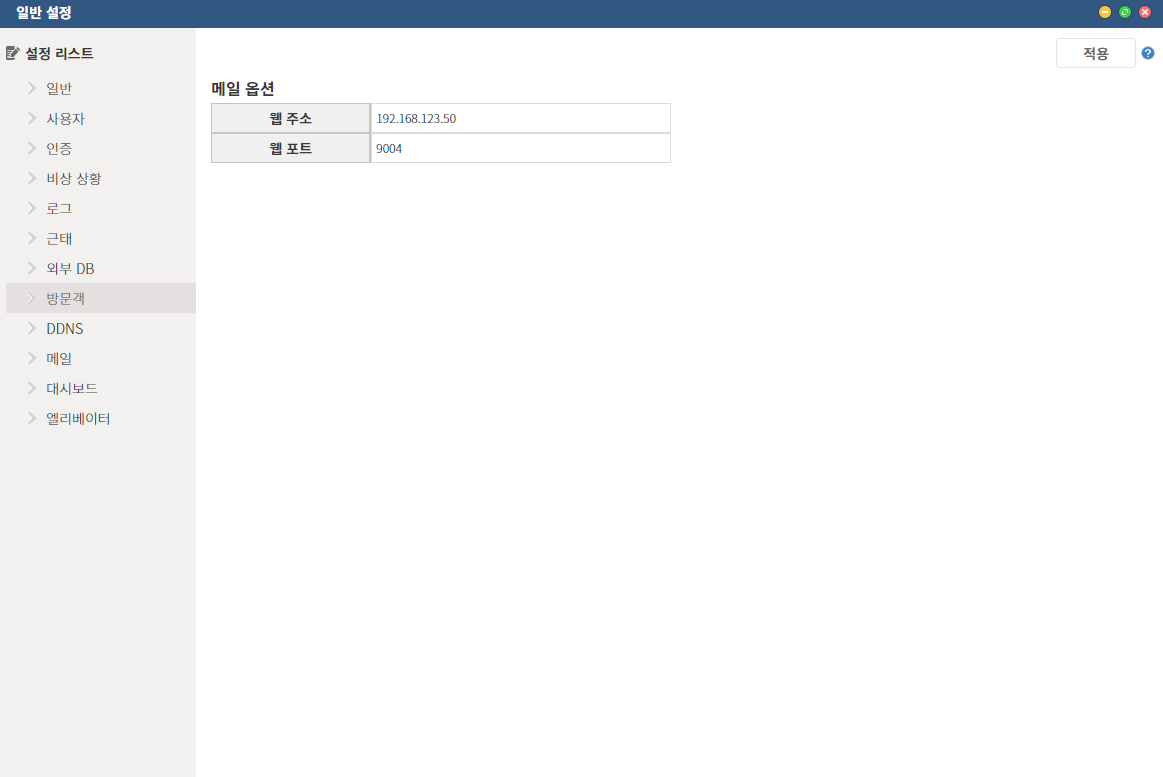 일반 설정
설정 리스트
일반
사용자
인증
비상 상황
로그
근태
외부 DB
방문객
DDNS
메일
대시보드
엘리베이터
적용
메일 옵션
웹 주소 192.168.123.50
웹 포트 9004